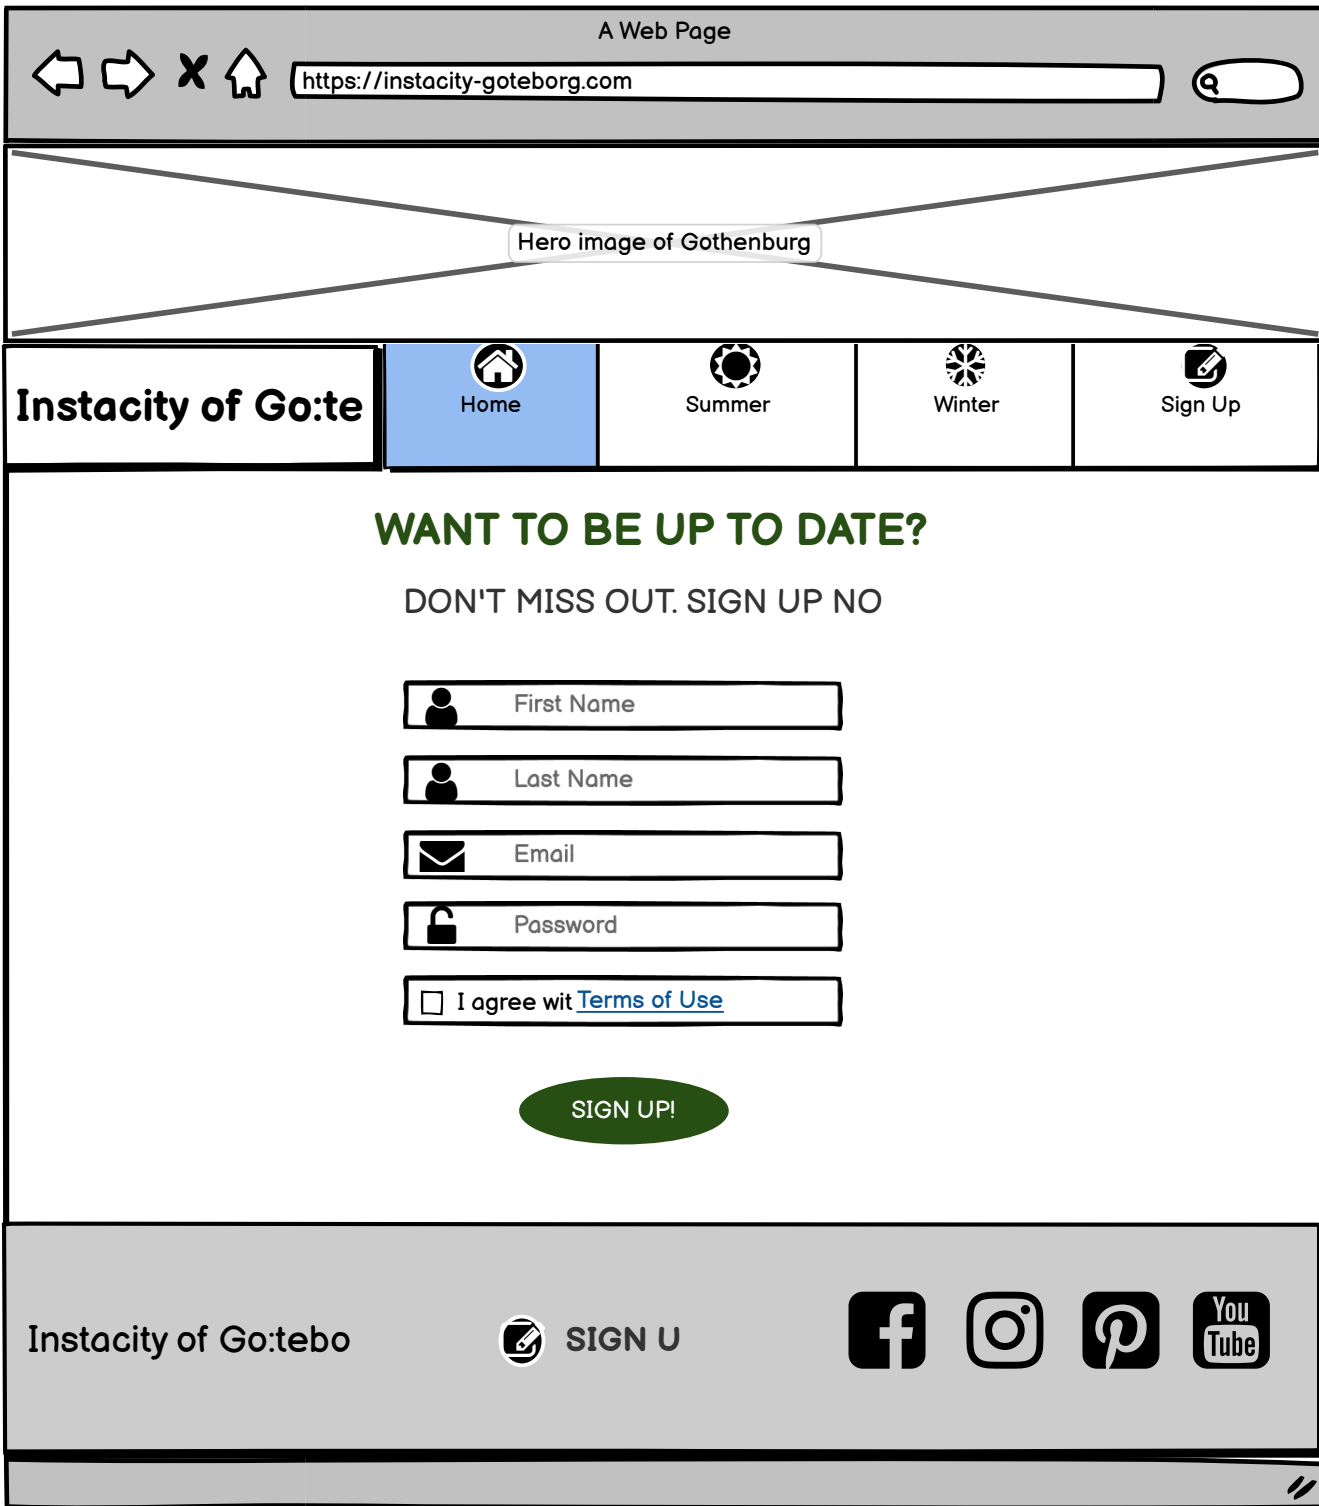 A Web Page
https://instacity-goteborg.com
Hero image of Gothenburg
Instacity of Go:te
Home
Summer
Winter
Sign Up
WANT TO BE UP TO DATE?
DON'T MISS OUT. SIGN UP NO
First Name
Last Name
Email
Password
I agree wit Terms of Use
SIGN UP!
Instacity of Go:tebo
SIGN U
You
Tube